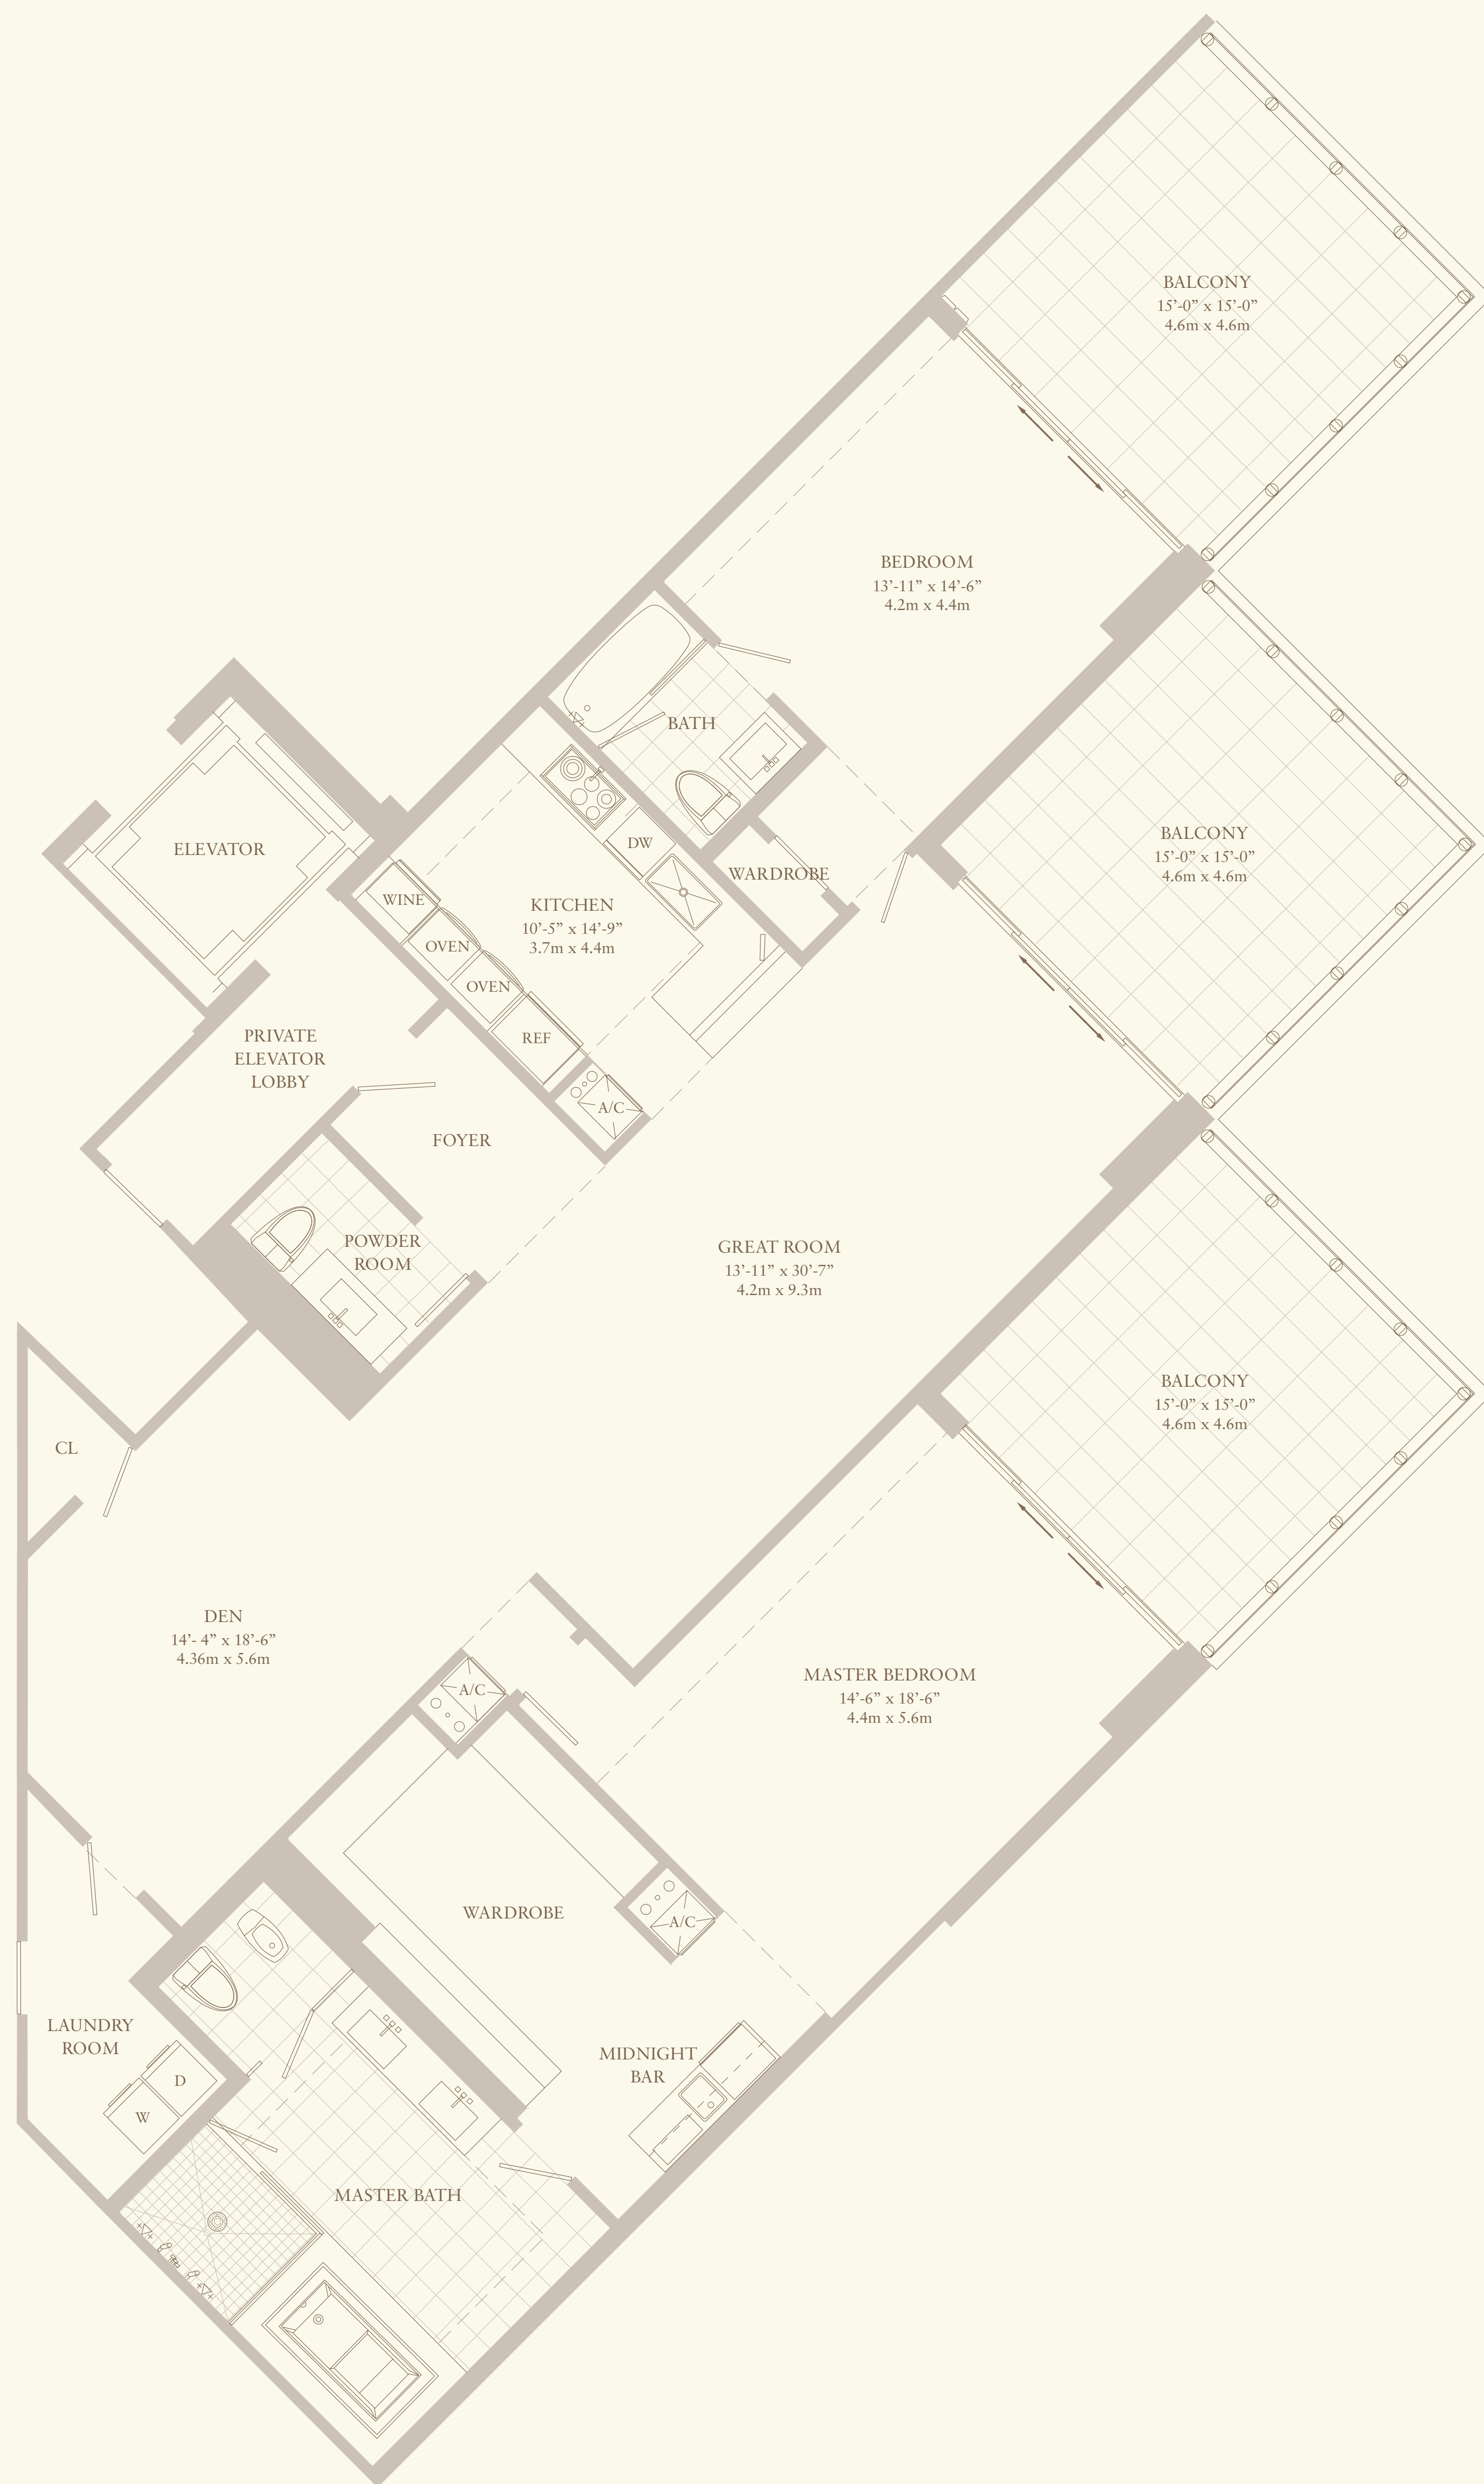 BALCONY
15’-0” x 15’-0”
4.6m x 4.6m
BEDROOM
13’-11” x 14’-6”
4.2m x 4.4m
BATH
BALCONY
15’-0” x 15’-0”
4.6m x 4.6m
ELEVATOR
DW
WARDROBE
WINE
KITCHEN
10’-5” x 14’-9”
3.7m x 4.4m
OVEN
OVEN
REF
PRIVATE
ELEVATOR
LOBBY
A/C
FOYER
POWDER
ROOM
GREAT ROOM
13’-11” x 30’-7”
4.2m x 9.3m
BALCONY
15’-0” x 15’-0”
4.6m x 4.6m
CL
DEN
14’- 4” x 18’-6”
4.36m x 5.6m
A/C
MASTER BEDROOM
14’-6” x 18’-6”
4.4m x 5.6m
WARDROBE
A/C
LAUNDRY
ROOM
MIDNIGHT
BAR
D
W
MASTER BATH